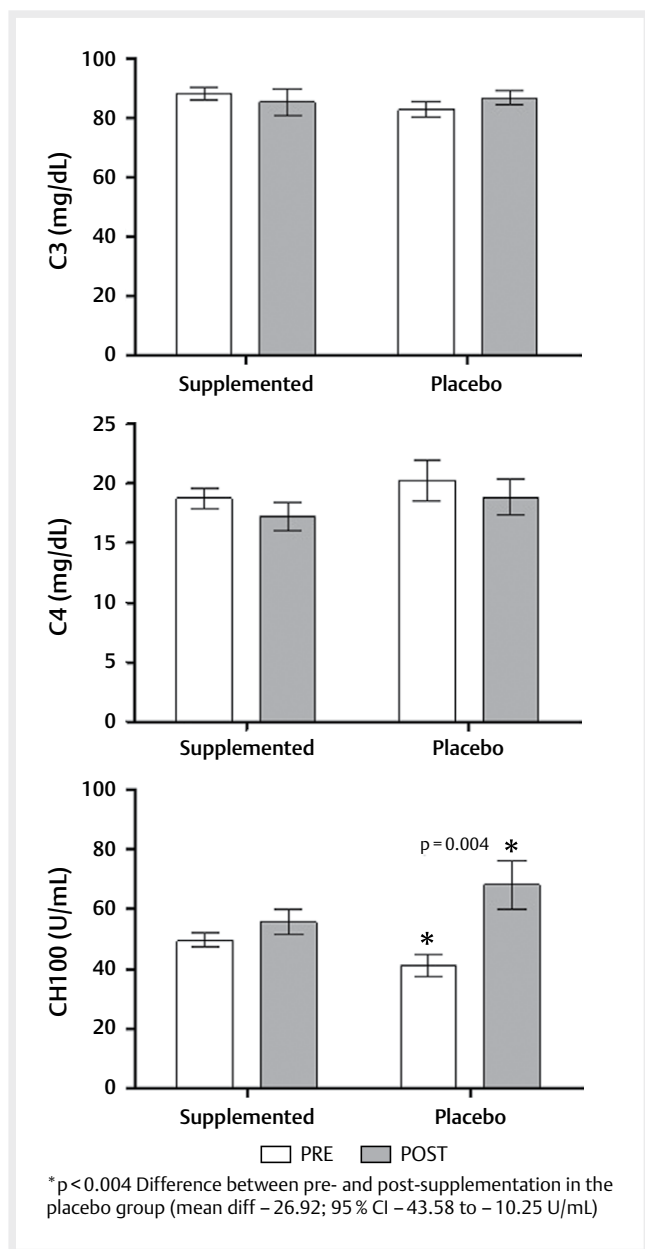 100
80
60
40
20
0
C3 (mg/dL)
Supplemented Placebo
25
20
15
10
5
0
C4 (mg/dL)
Supplemented Placebo
100
80
60
40
20
0
CH100 (U/mL)
p = 0.004 *
*
Supplemented Placebo
PRE POST
*p < 0.004 Difference between pre- and post-supplementation in the
placebo group (mean diff – 26.92; 95 % CI – 43.58 to – 10.25 U/mL)